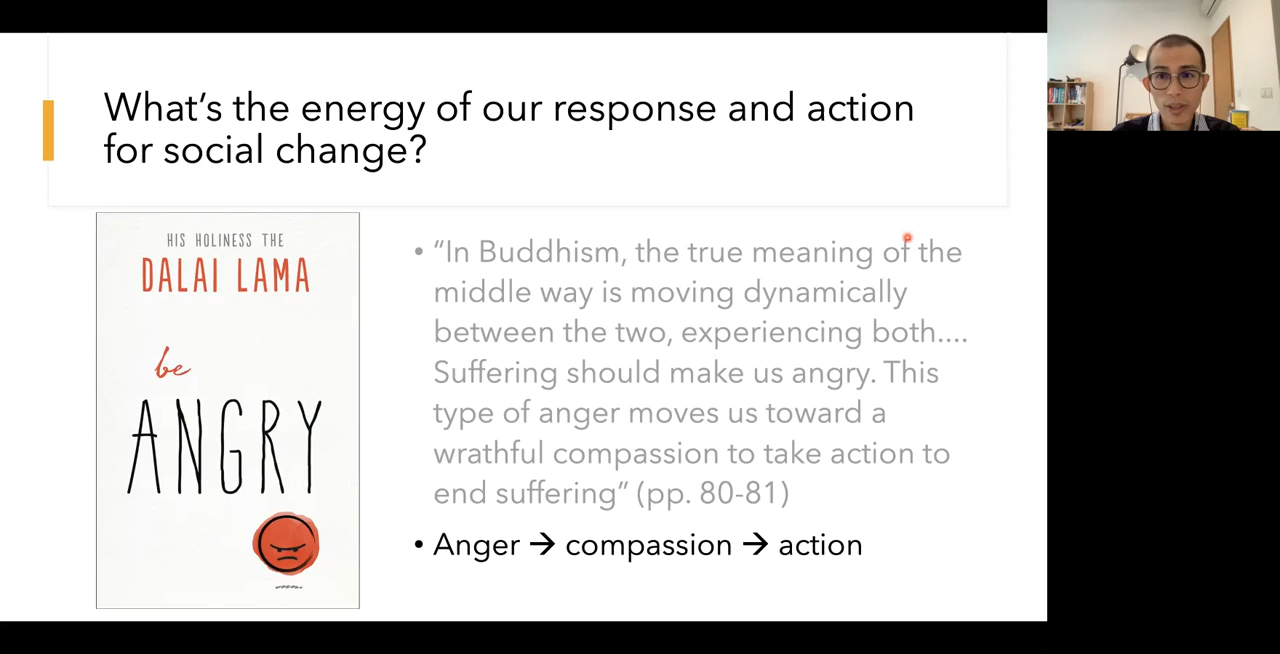 What's the energy of our response and action
for social change?
HIS HOLINESS THE
DALAI LAMA
be
ANGRY
• “In Buddhism, the true meaning of the
middle way is moving dynamically
between the two, experiencing both....
Suffering should make us angry. This
type of anger moves us toward a
wrathful compassion to take action to
end suffering” (pp. 80-81)
• Anger → compassion → action